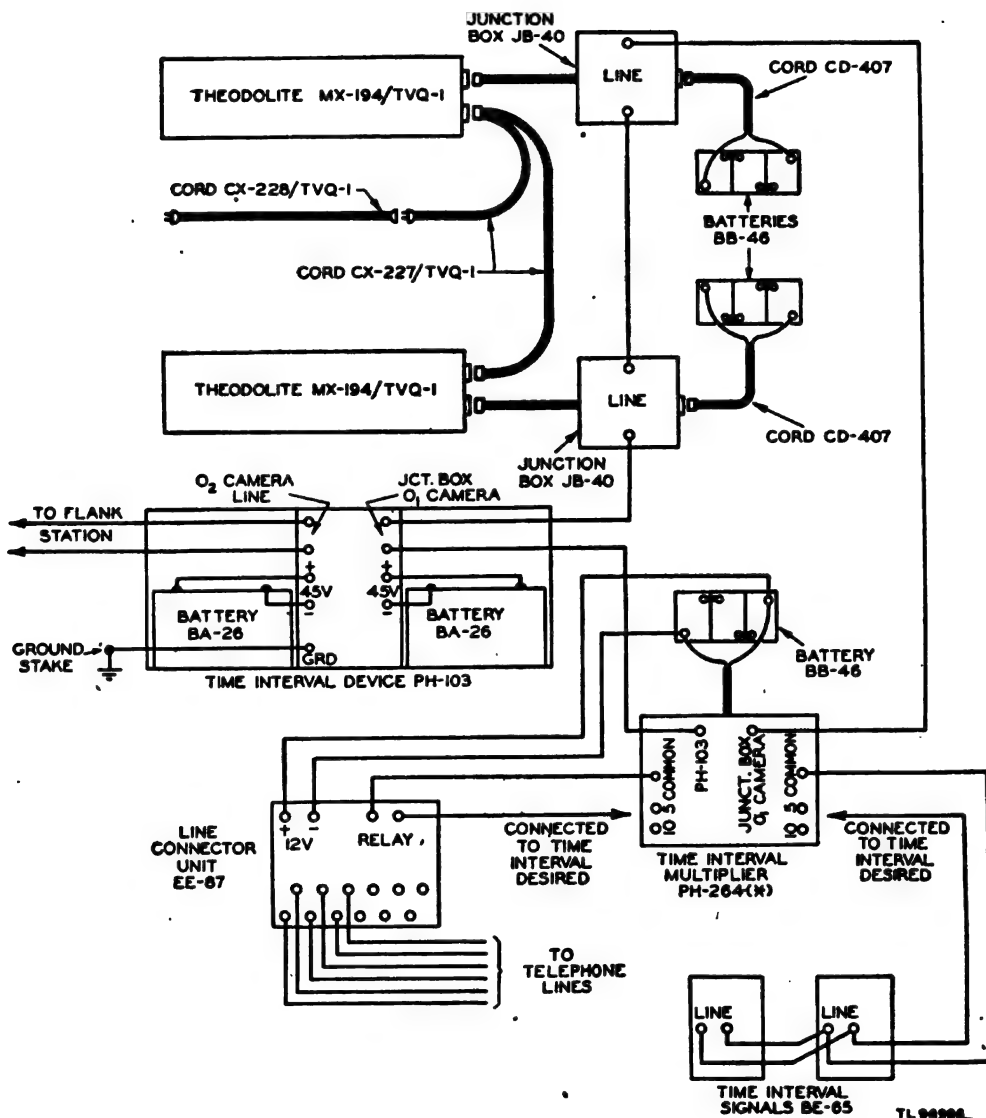 JUNCTION
BOX JB-40
THEODOLITE MX-194/TVQ-1
LINE
CORD CD-407
CORD CX-228/TVQ-1
BATTERIES
BB-46
CORD CX-227/TVQ-1
THEODOLITE MX-194/TVQ-1
LINE
CORD CD-407
JUNCTION
BOX JB-40
O2 CAMERA
LINE
JCT. BOX
O1 CAMERA
TO FLANK
STATION
+
45V
-
+
45V
-
BATTERY
BA-26
BATTERY
BA-26
GROUND
STAKE
GRD
TIME INTERVAL DEVICE PH-103
BATTERY
BB-46
COMMON
5
10
PH-103
JUNCT. BOX
O1 CAMERA
COMMON
5
10
LINE
CONNECTOR
UNIT
EE-87
+ -
12V
RELAY
CONNECTED
TO TIME
INTERVAL
DESIRED
TIME INTERVAL
MULTIPLIER
PH-264(X)
CONNECTED
TO TIME
INTERVAL
DESIRED
TO
TELEPHONE
LINES
LINE
LINE
TIME INTERVAL
SIGNALS BE-65